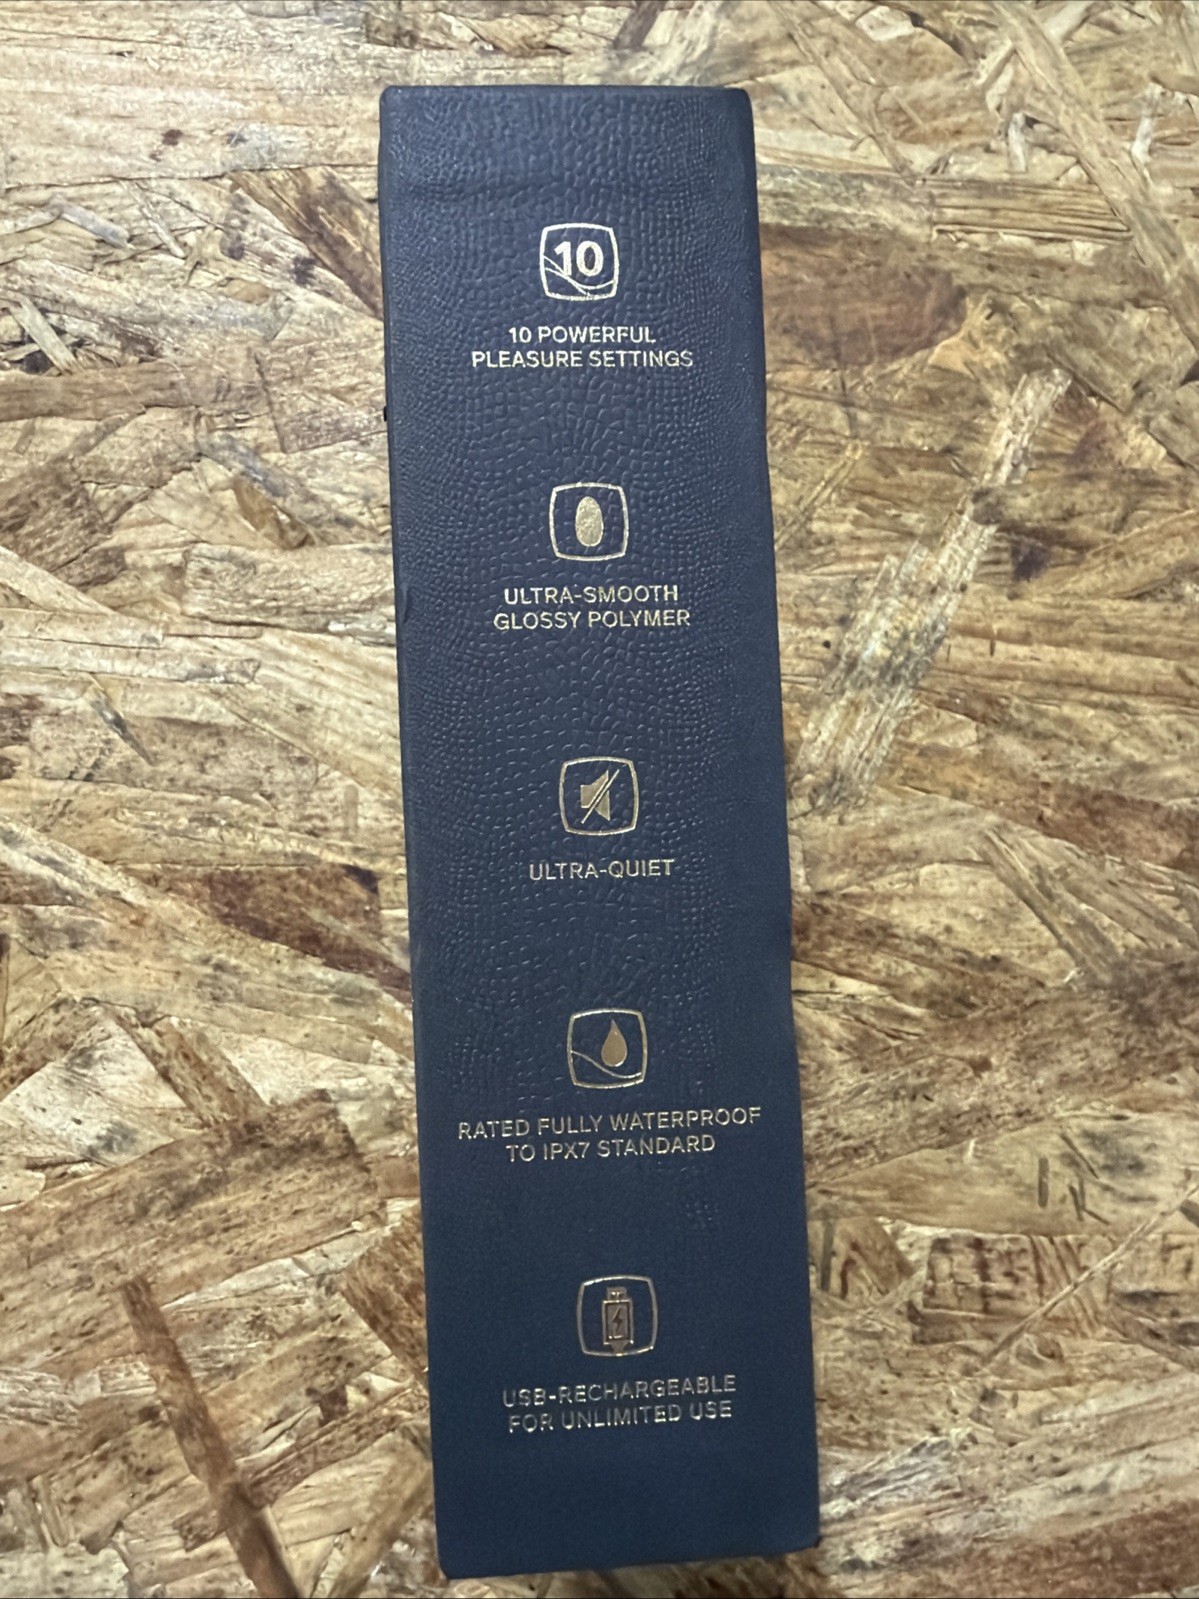 10
10 POWERFUL
PLEASURE SETTINGS
ULTRA-SMOOTH
GLOSSY POLYMER
ULTRA-QUIET
RATED FULLY WATERPROOF
TO IPX7 STANDARD
USB-RECHARGEABLE
FOR UNLIMITED USE